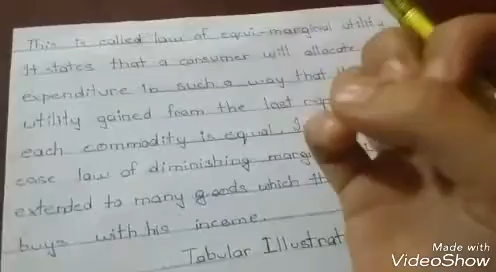 This is called law of equi-marginal utility
It states that a consumer will allocate
expenditure in such a way that
utility gained from the last
each commodity is equal.
case law of diminishing
extended to many goods which
buys with his income.
Tabular
Made with
VideoShow